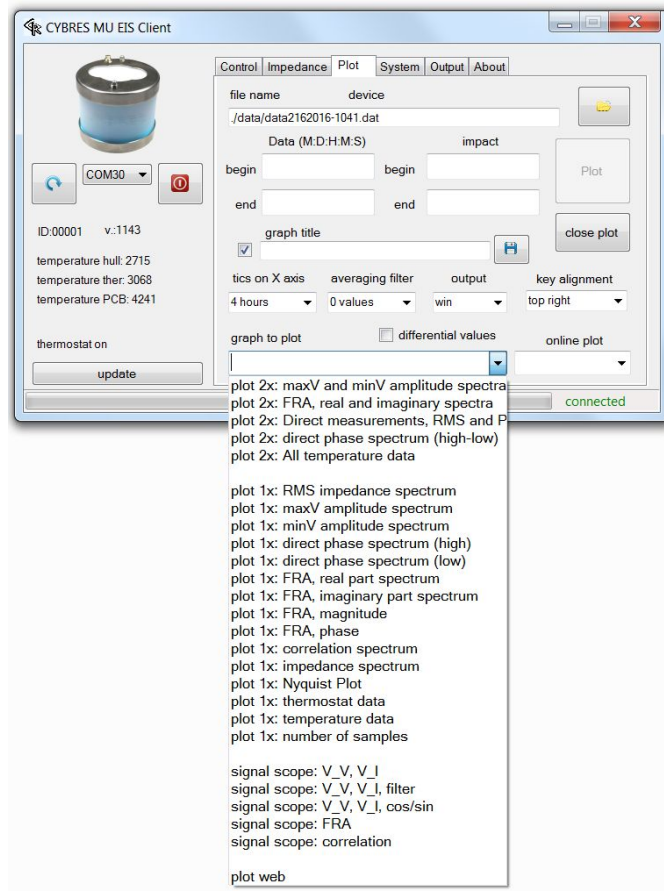 CYBRES MU EIS Client
Control Impedance Plot System Output About
file name device
./data/data2162016-1041.dat
Data (M:D:H:M:S) impact
COM30
begin begin Plot
end end
ID:00001 v.:1143
graph title close plot
temperature hull: 2715
temperature ther: 3068
temperature PCB: 4241
tics on X axis averaging filter output key alignment
4 hours 0 values win top right
thermostat on
graph to plot differential values online plot
update
connected
plot 2x: maxV and minV amplitude spectra
plot 2x: FRA, real and imaginary spectra
plot 2x: Direct measurements, RMS and P
plot 2x: direct phase spectrum (high-low)
plot 2x: All temperature data
plot 1x: RMS impedance spectrum
plot 1x: maxV amplitude spectrum
plot 1x: minV amplitude spectrum
plot 1x: direct phase spectrum (high)
plot 1x: direct phase spectrum (low)
plot 1x: FRA, real part spectrum
plot 1x: FRA, imaginary part spectrum
plot 1x: FRA, magnitude
plot 1x: FRA, phase
plot 1x: correlation spectrum
plot 1x: impedance spectrum
plot 1x: Nyquist Plot
plot 1x: thermostat data
plot 1x: temperature data
plot 1x: number of samples
signal scope: V_V, V_I
signal scope: V_V, V_I, filter
signal scope: V_V, V_I, cos/sin
signal scope: FRA
signal scope: correlation
plot web